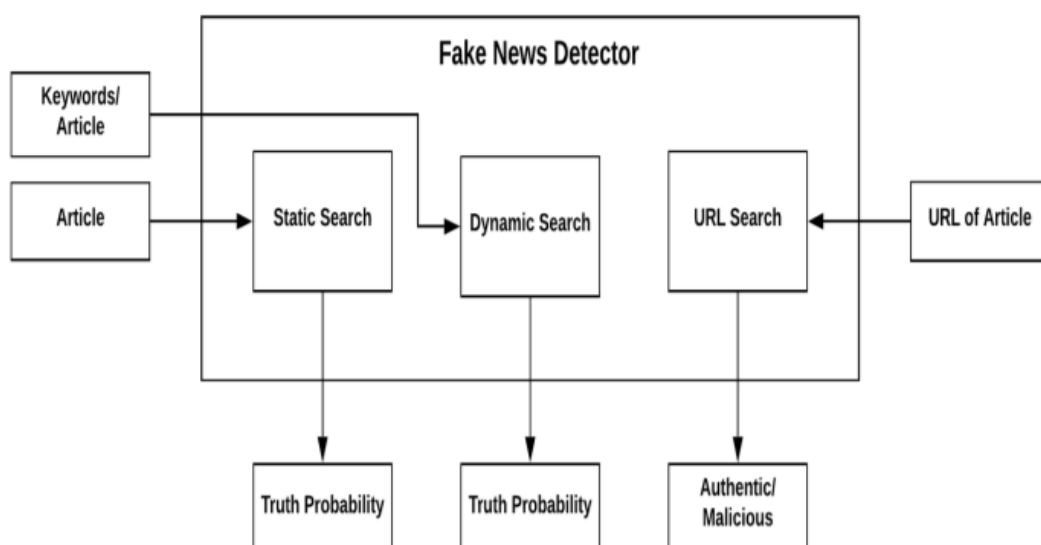 Fake News Detector
Keywords/
Article
Article
Static Search
Dynamic Search
URL Search
URL of Article
Truth Probability
Truth Probability
Authentic/
Malicious